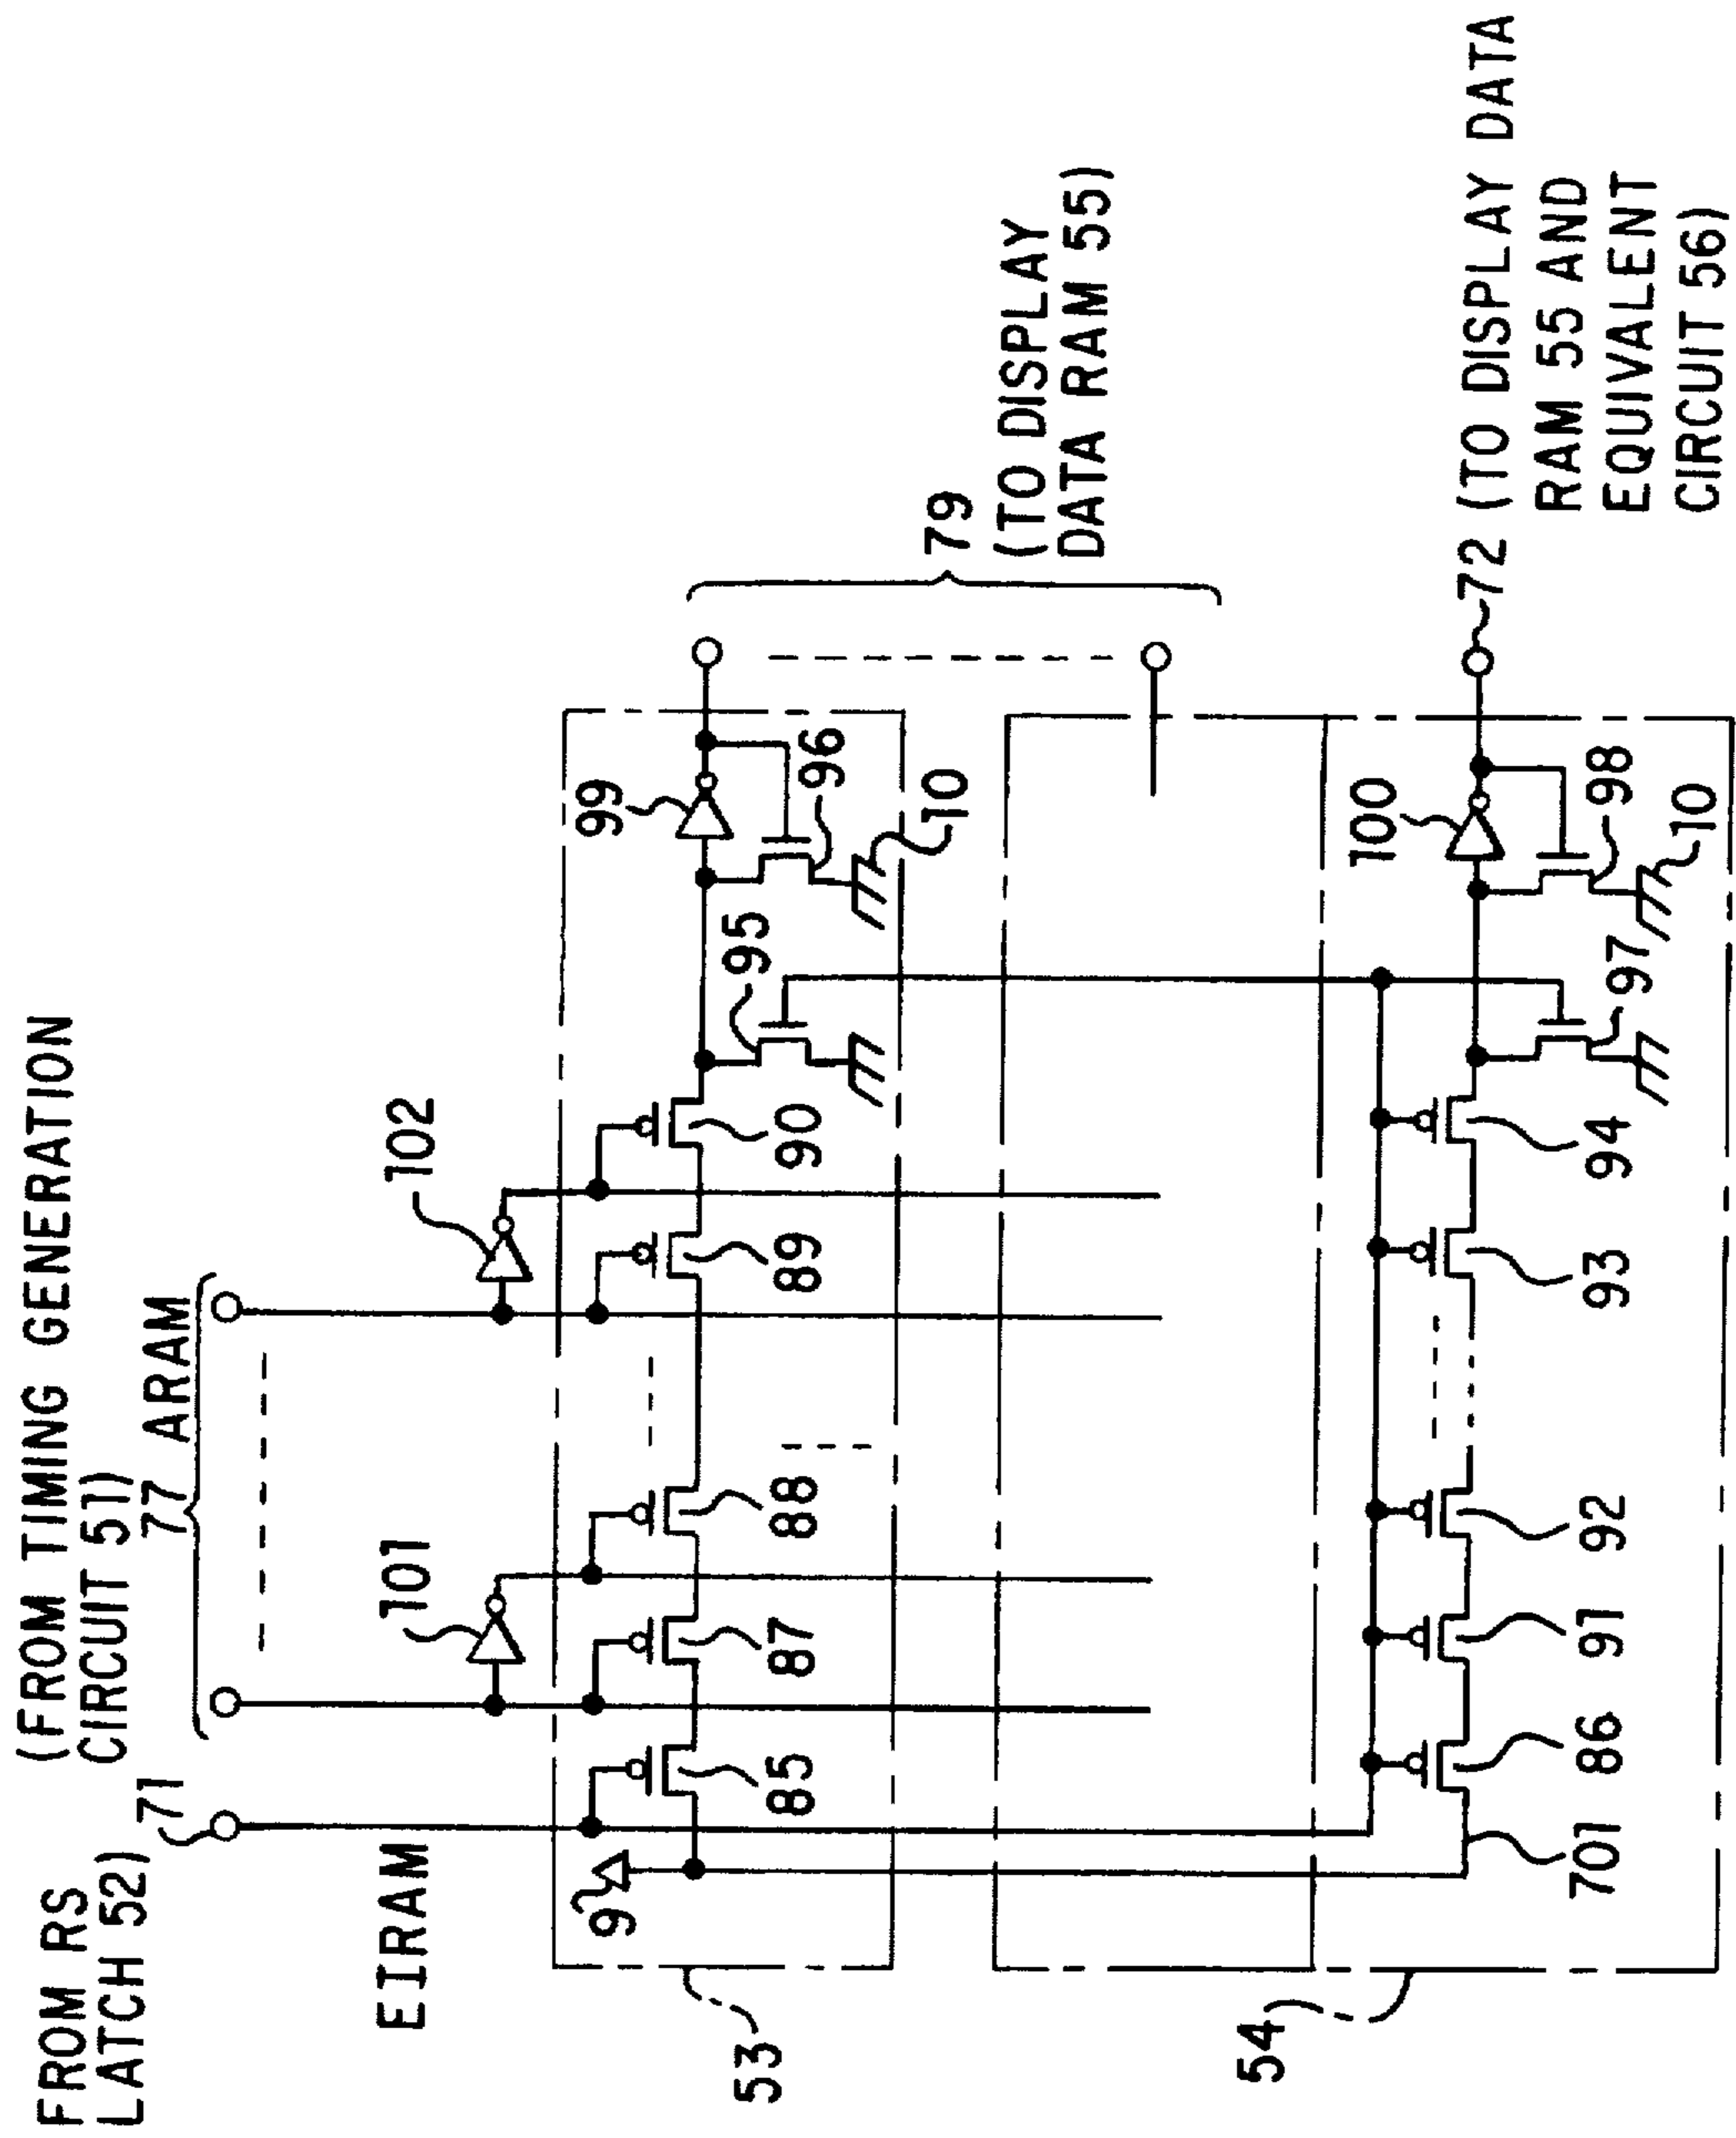 (FROM RS
LATCH 52)
71
(FROM TIMING GENERATION
CIRCUIT 51)
77 ARAM
EIRAM
101
102
9
85
87
88
89
90
95
96
99
10
53
79
(TO DISPLAY
DATA RAM 55)
54
701
86
91
92
93
94
97
98
100
10
72 (TO DISPLAY DATA
RAM 55 AND
EQUIVALENT
CIRCUIT 56)